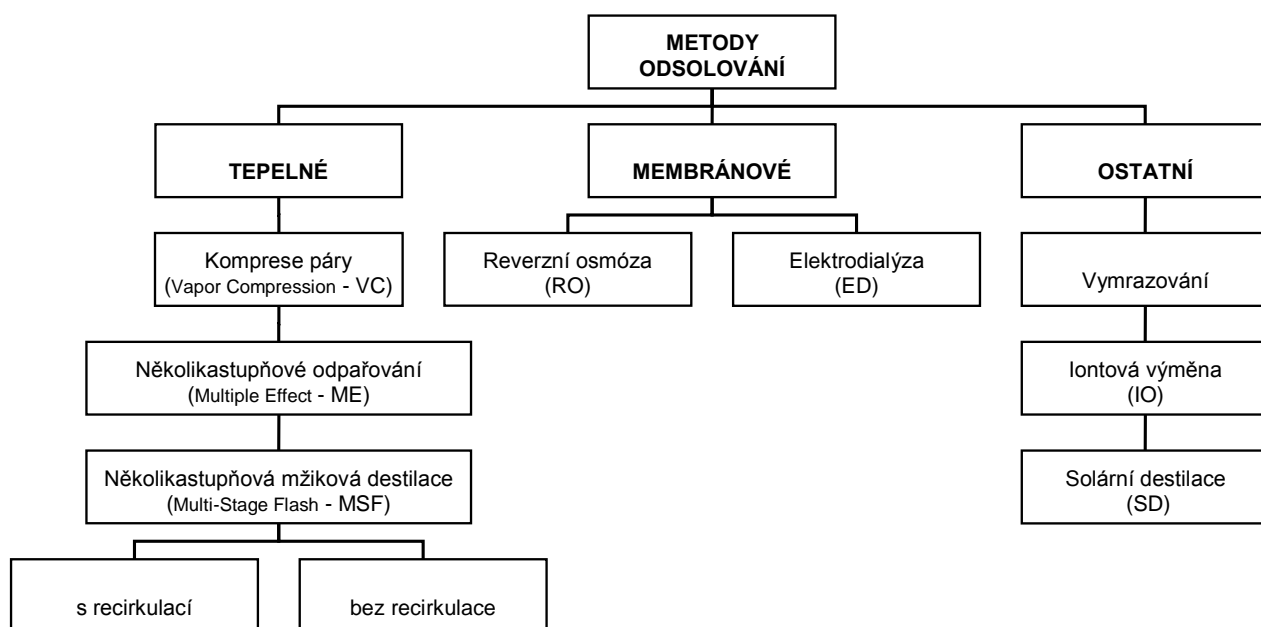 METODY
ODSOLOVÁNÍ
TEPELNÉ
MEMBRÁNOVÉ
OSTATNÍ
Komprese páry
(Vapor Compression - VC)
Reverzní osmóza
(RO)
Elektrodialýza
(ED)
Vymrazování
Několikastupňové odpařování
(Multiple Effect - ME)
Iontová výměna
(IO)
Několikastupňová mžiková destilace
(Multi-Stage Flash - MSF)
Solární destilace
(SD)
s recirkulací
bez recirkulace